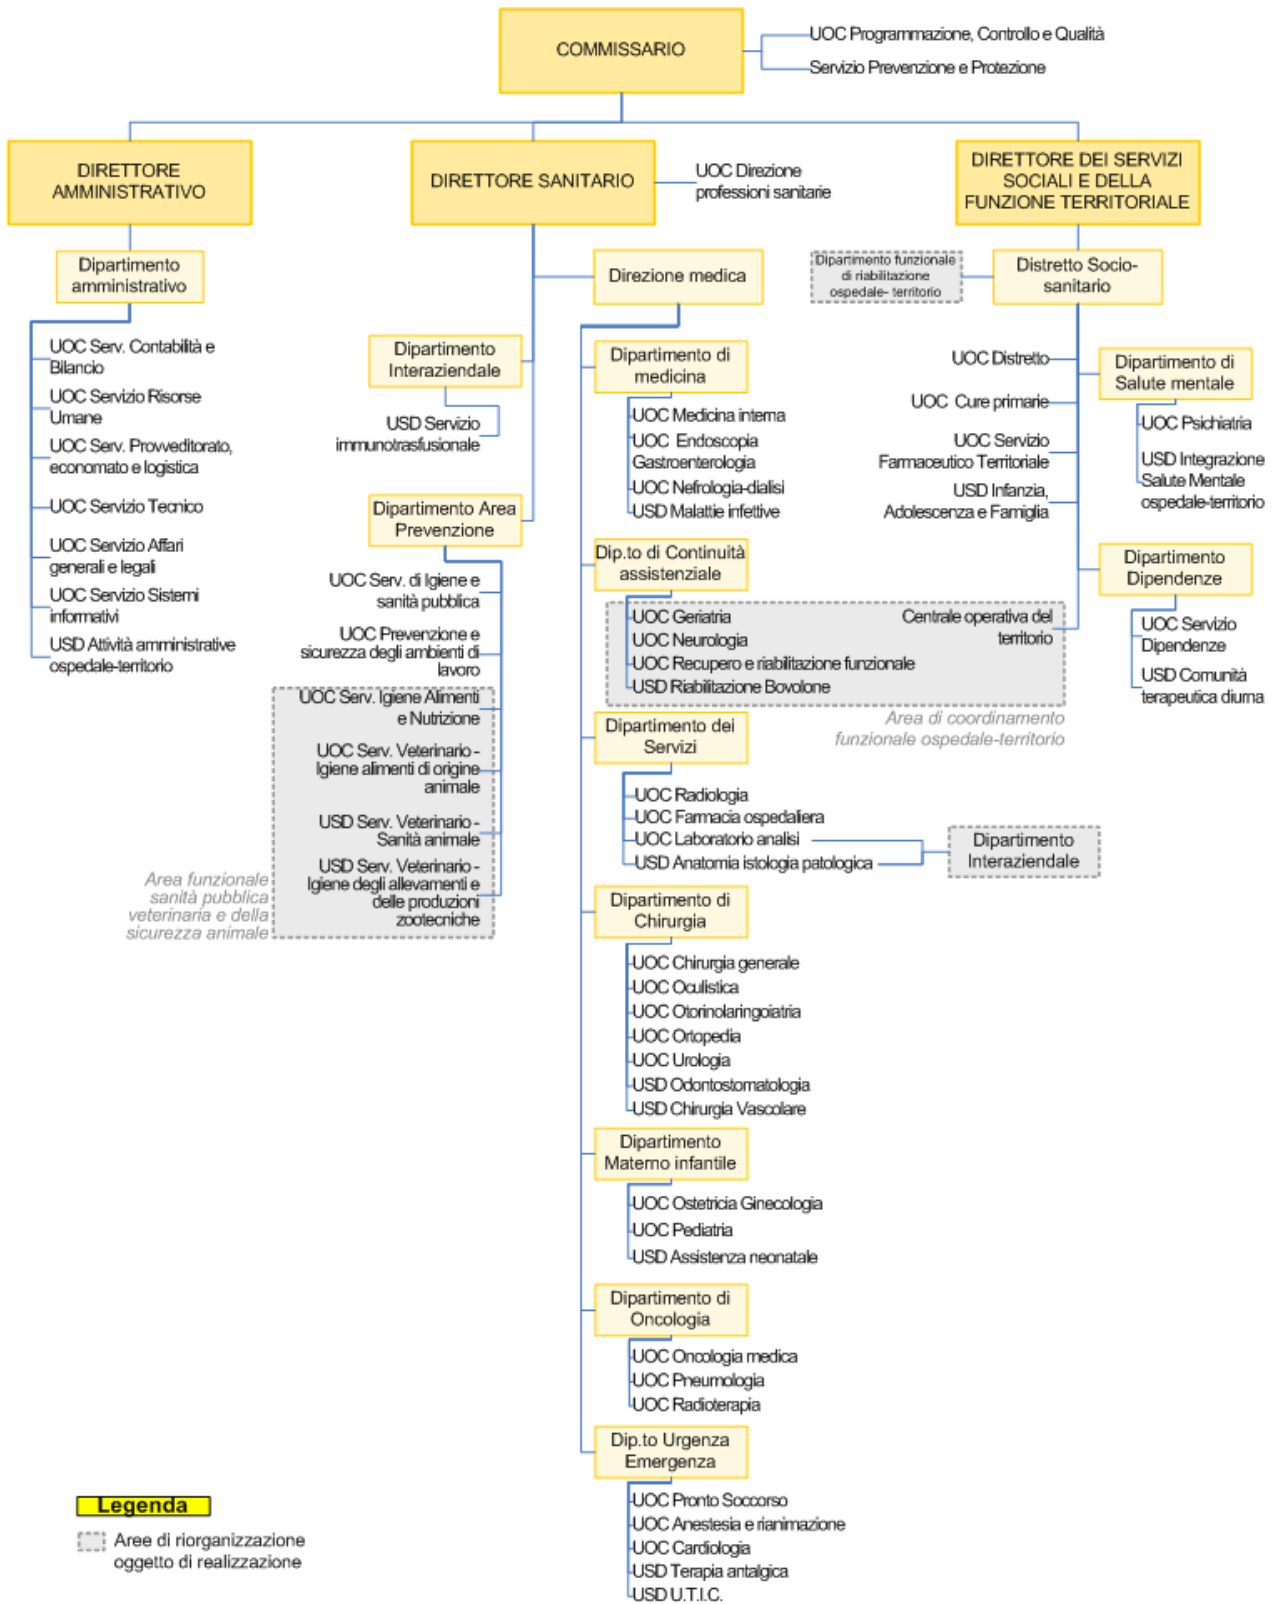 COMMISSARIO
UOC Programmazione, Controllo e Qualità
Servizio Prevenzione e Protezione
DIRETTORE
AMMINISTRATIVO
DIRETTORE SANITARIO
UOC Direzione
professioni sanitarie
DIRETTORE DEI SERVIZI
SOCIALI E DELLA
FUNZIONE TERRITORIALE
Dipartimento
amministrativo
UOC Serv. Contabilità e
Bilancio
UOC Servizio Risorse
Umane
UOC Serv. Provveditorato,
economato e logistica
UOC Servizio Tecnico
UOC Servizio Affari
generali e legali
UOC Servizio Sistemi
informativi
USD Attività amministrative
ospedale-territorio
Dipartimento
Interaziendale
USD Servizio
immunotrasfusionale
Dipartimento Area
Prevenzione
UOC Serv. di Igiene e
sanità pubblica
UOC Prevenzione e
sicurezza degli ambienti di
lavoro
UOC Serv. Igiene Alimenti
e Nutrizione
UOC Serv. Veterinario -
Igiene alimenti di origine
animale
USD Serv. Veterinario -
Sanità animale
USD Serv. Veterinario -
Igiene degli allevamenti e
delle produzioni
zootecniche
Area funzionale
sanità pubblica
veterinaria e della
sicurezza animale
Direzione medica
Dipartimento di
medicina
UOC Medicina interna
UOC Endoscopia
Gastroenterologia
UOC Nefrologia-dialisi
USD Malattie infettive
Dip.to di Continuità
assistenziale
UOC Geriatria
UOC Neurologia
UOC Recupero e riabilitazione funzionale
USD Riabilitazione Bovolone
Centrale operativa del
territorio
Area di coordinamento
funzionale ospedale-territorio
Dipartimento dei
Servizi
UOC Radiologia
UOC Farmacia ospedaliera
UOC Laboratorio analisi
USD Anatomia istologia patologica
Dipartimento
Interaziendale
Dipartimento di
Chirurgia
UOC Chirurgia generale
UOC Oculistica
UOC Otorinolaringoiatria
UOC Ortopedia
UOC Urologia
USD Odontostomatologia
USD Chirurgia Vascolare
Dipartimento
Materno infantile
UOC Ostetricia Ginecologia
UOC Pediatria
USD Assistenza neonatale
Dipartimento di
Oncologia
UOC Oncologia medica
UOC Pneumologia
UOC Radioterapia
Dip.to Urgenza
Emergenza
UOC Pronto Soccorso
UOC Anestesia e rianimazione
UOC Cardiologia
USD Terapia antalgica
USD U.T.I.C.
Dipartimento funzionale
di riabilitazione
ospedale- territorio
Distretto Socio-
sanitario
UOC Distretto
UOC Cure primarie
UOC Servizio
Farmaceutico Territoriale
USD Infanzia,
Adolescenza e Famiglia
Dipartimento di
Salute mentale
UOC Psichiatria
USD Integrazione
Salute Mentale
ospedale-territorio
Dipartimento
Dipendenze
UOC Servizio
Dipendenze
USD Comunità
terapeutica diurna
Legenda
Aree di riorganizzazione
oggetto di realizzazione